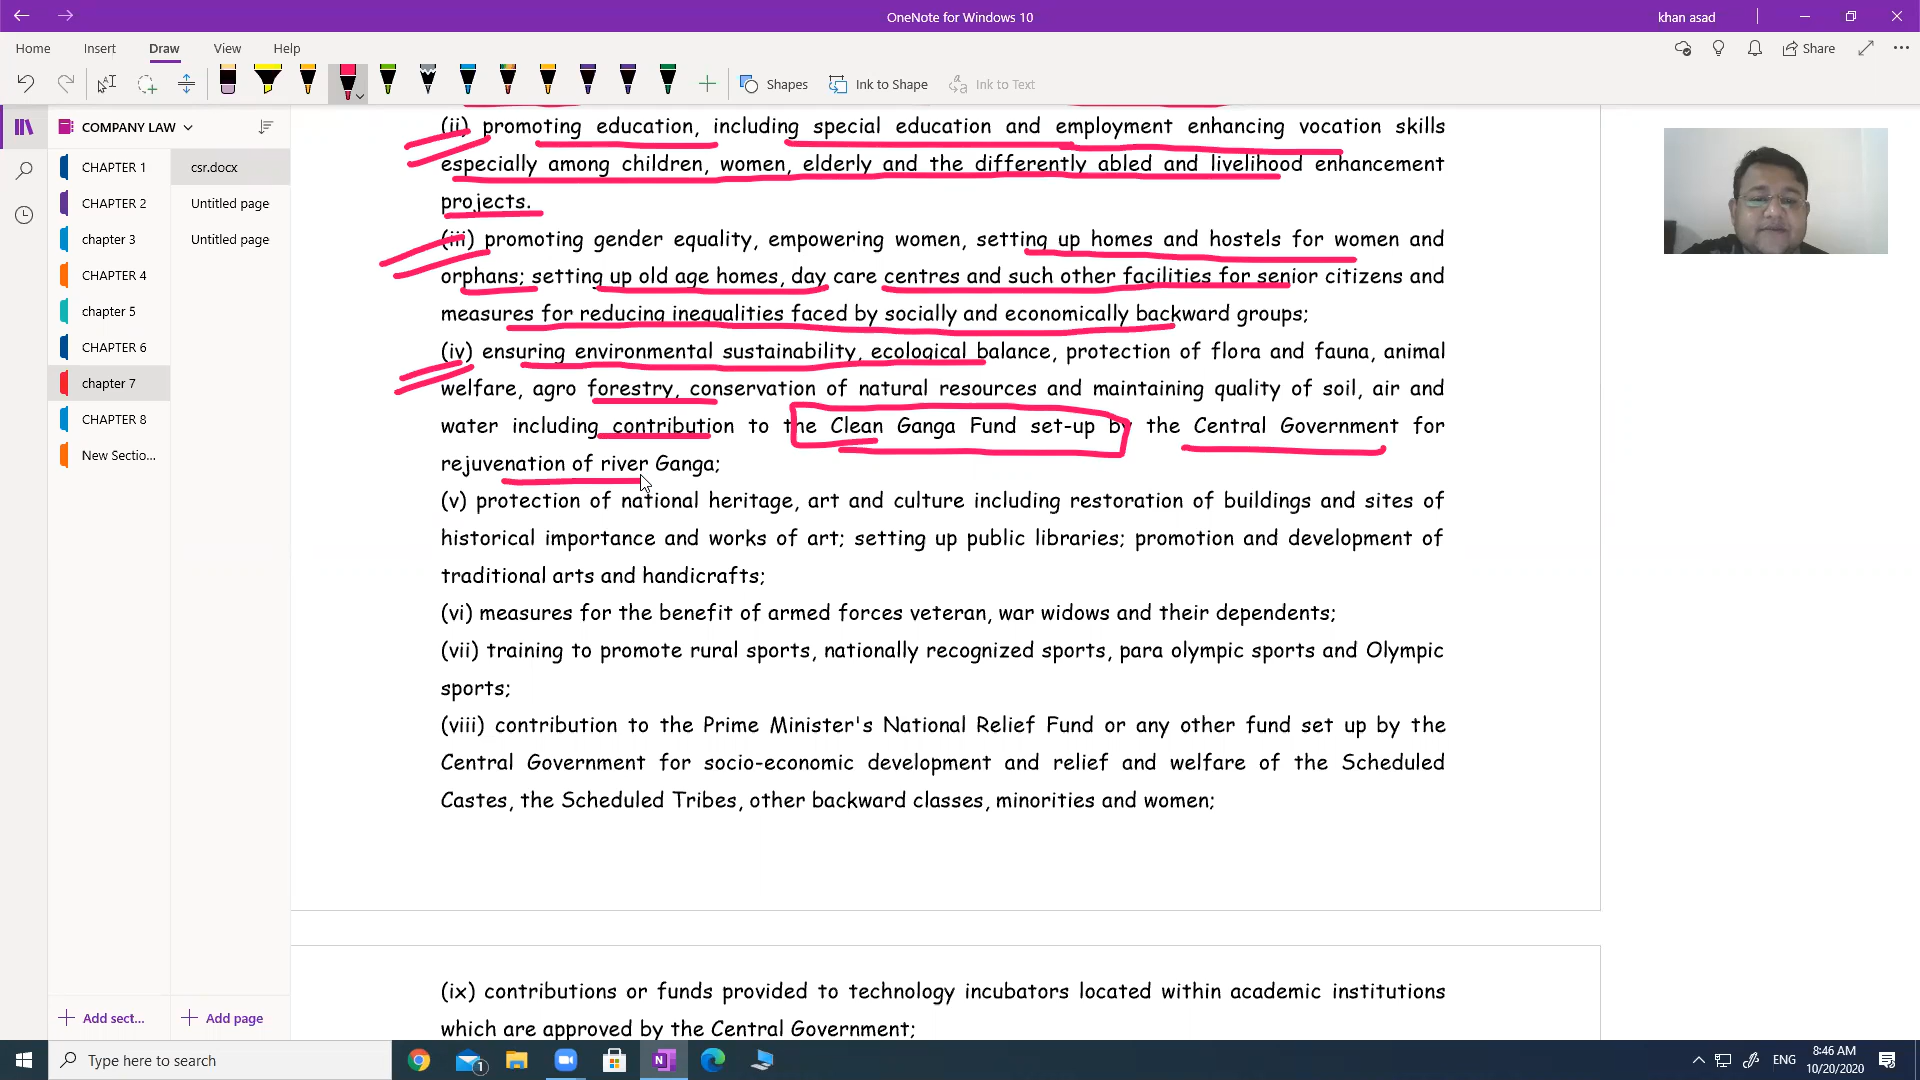 OneNote for Windows 10
khan asad
Home Insert Draw View Help
Share
Shapes Ink to Shape Ink to Text
COMPANY LAW
CHAPTER 1
CHAPTER 2
chapter 3
CHAPTER 4
chapter 5
CHAPTER 6
chapter 7
CHAPTER 8
New Sectio...
csr.docx
Untitled page
Untitled page
(ii) promoting education, including special education and employment enhancing vocation skills
especially among children, women, elderly and the differently abled and livelihood enhancement
projects.
(iii) promoting gender equality, empowering women, setting up homes and hostels for women and
orphans; setting up old age homes, day care centres and such other facilities for senior citizens and
measures for reducing inequalities faced by socially and economically backward groups;
(iv) ensuring environmental sustainability, ecological balance, protection of flora and fauna, animal
welfare, agro forestry, conservation of natural resources and maintaining quality of soil, air and
water including contribution to the Clean Ganga Fund set-up by the Central Government for
rejuvenation of river Ganga;
(v) protection of national heritage, art and culture including restoration of buildings and sites of
historical importance and works of art; setting up public libraries; promotion and development of
traditional arts and handicrafts;
(vi) measures for the benefit of armed forces veteran, war widows and their dependents;
(vii) training to promote rural sports, nationally recognized sports, para olympic sports and Olympic
sports;
(viii) contribution to the Prime Minister's National Relief Fund or any other fund set up by the
Central Government for socio-economic development and relief and welfare of the Scheduled
Castes, the Scheduled Tribes, other backward classes, minorities and women;
(ix) contributions or funds provided to technology incubators located within academic institutions
which are approved by the Central Government;
Add sect... Add page
Type here to search
1
N
ENG
8:46 AM
10/20/2020